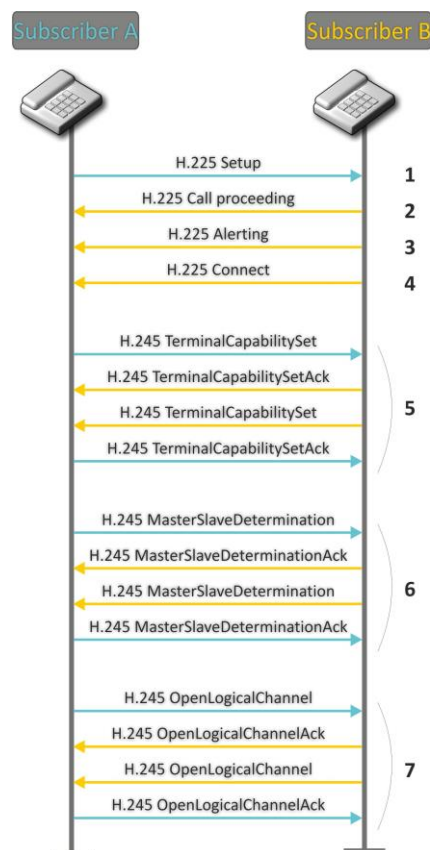 Subscriber A
Subscriber B
H.225 Setup
1
H.225 Call proceeding
2
H.225 Alerting
3
H.225 Connect
4
H.245 TerminalCapabilitySet
H.245 TerminalCapabilitySetAck
5
H.245 TerminalCapabilitySet
H.245 TerminalCapabilitySetAck
H.245 MasterSlaveDetermination
H.245 MasterSlaveDeterminationAck
6
H.245 MasterSlaveDetermination
H.245 MasterSlaveDeterminationAck
H.245 OpenLogicalChannel
H.245 OpenLogicalChannelAck
7
H.245 OpenLogicalChannel
H.245 OpenLogicalChannelAck